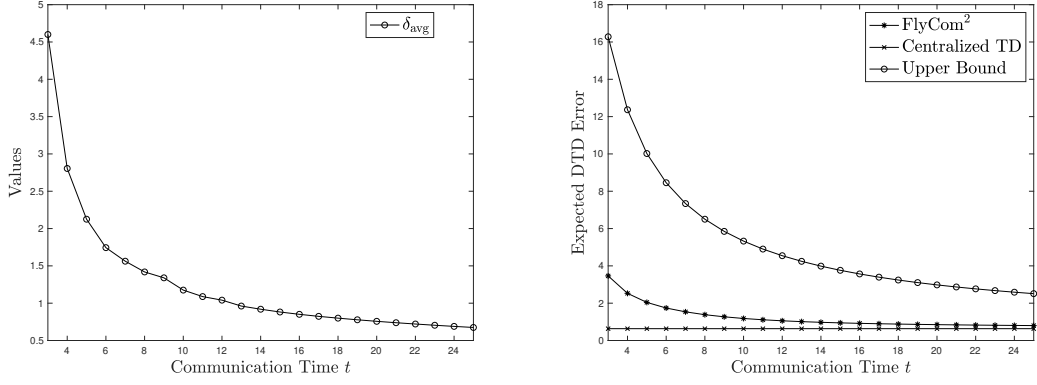 5
4.5
4
3.5
3
2.5
2
1.5
1
0.5
4 6 8 10 12 14 16 18 20 22 24
Values
Communication Time t
δavg
18
16
14
12
10
8
6
4
2
0
4 6 8 10 12 14 16 18 20 22 24
Expected DTD Error
Communication Time t
FlyCom²
Centralized TD
Upper Bound